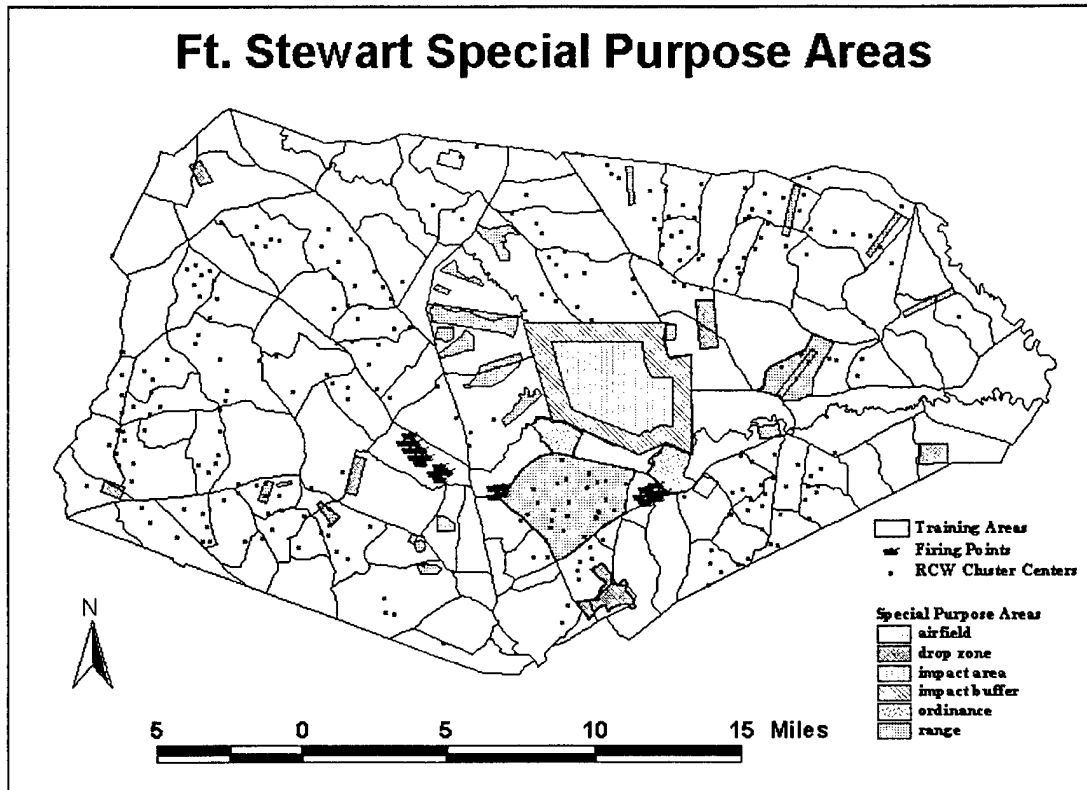 Ft. Stewart Special Purpose Areas
Training Areas
Firing Points
RCW Cluster Centers
Special Purpose Areas
airfield
drop zone
impact area
impact buffer
ordinance
range
N
5 0 5 10 15 Miles